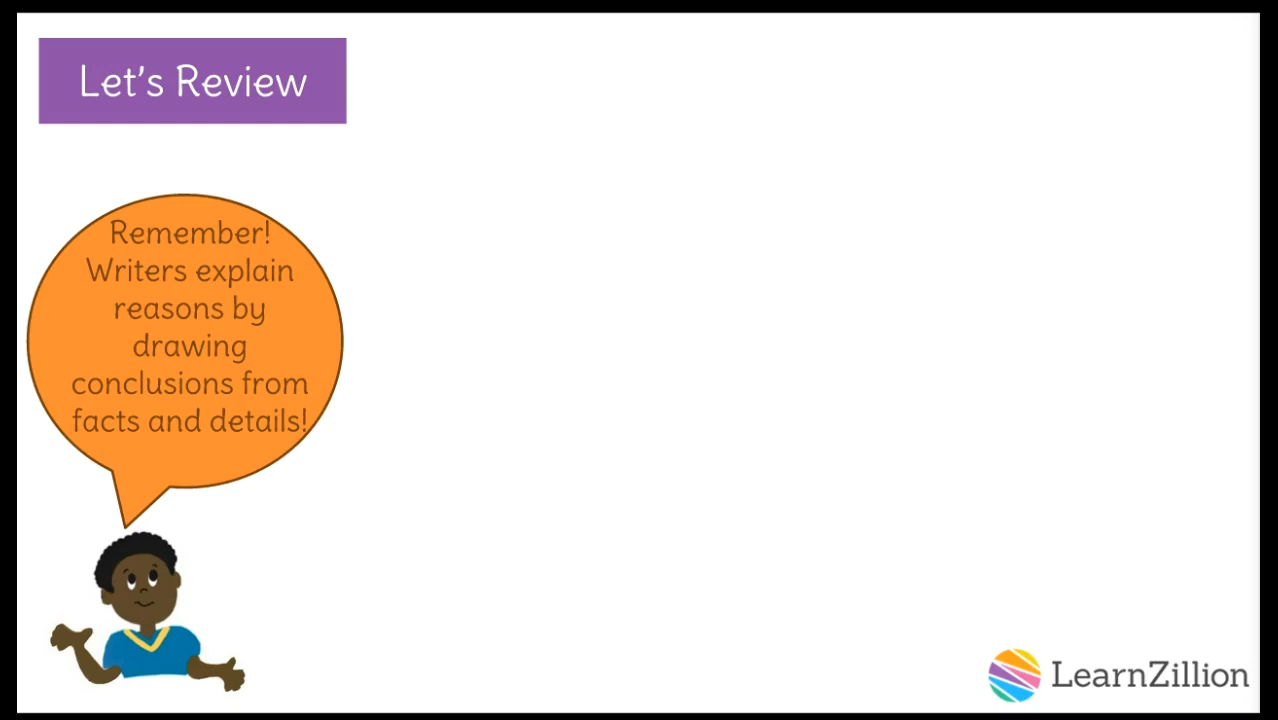 Let's Review
Remember!
Writers explain
reasons by
drawing
conclusions from
facts and details!
LearnZillion